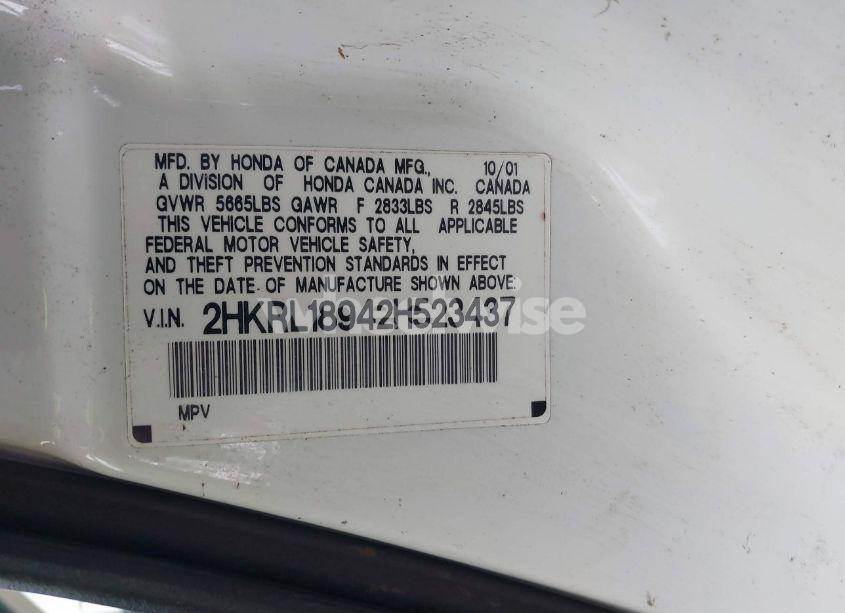 MFD. BY HONDA OF CANADA MFG., 10/01
A DIVISION OF HONDA CANADA INC. CANADA
GVWR 5665LBS GAWR F 2833LBS R 2845LBS
THIS VEHICLE CONFORMS TO ALL APPLICABLE
FEDERAL MOTOR VEHICLE SAFETY,
AND THEFT PREVENTION STANDARDS IN EFFECT
ON THE DATE OF MANUFACTURE SHOWN ABOVE:
V.I.N. 2HKRL18942H523437
MPV